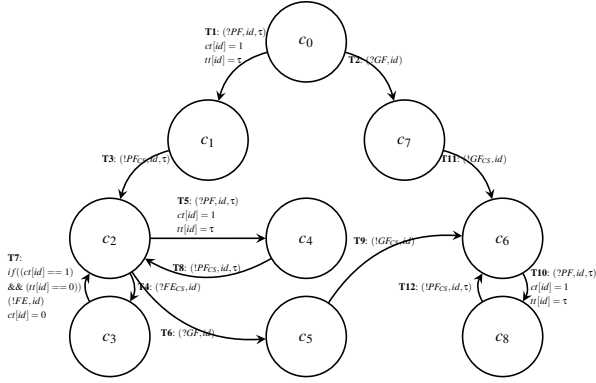 T1: (?PF,id,τ)
ct[id] = 1
tt[id] = τ
c0
T2: (?GF,id)
c1
c7
T3: (!PFCS,id,τ)
T11: (!GFCS,id)
T5: (?PF,id,τ)
ct[id] = 1
tt[id] = τ
c2
c4
T9: (!GFCS,id)
c6
T7:
if((ct[id] == 1)
&& (tt[id] == 0))
(!FE,id)
ct[id] = 0
T8: (!PFCS,id,τ)
T4: (?FECS,id)
T12: (!PFCS,id,τ)
T10: (?PF,id,τ)
ct[id] = 1
tt[id] = τ
c3
T6: (?GF,id)
c5
c8